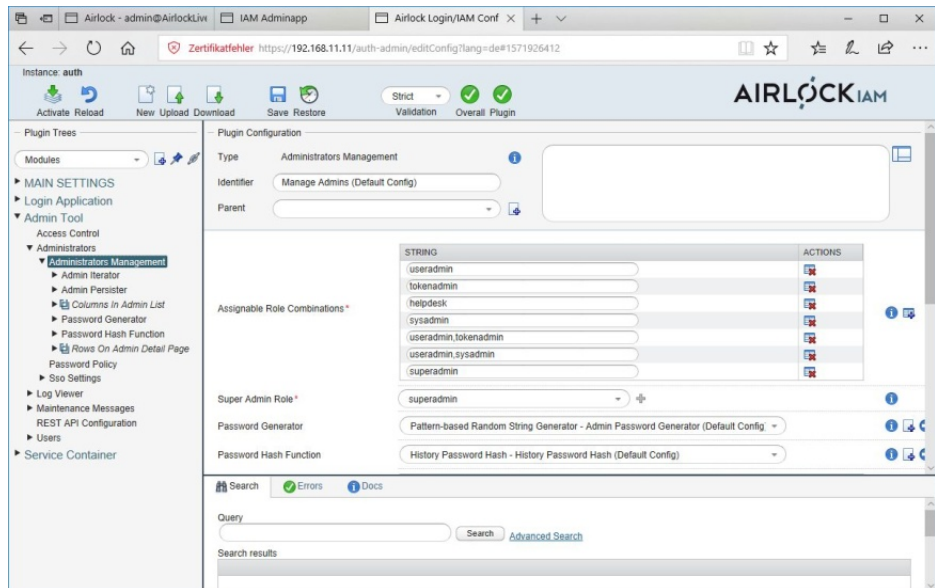 Airlock - admin@AirlockLive
IAM Adminapp
Airlock Login/IAM Conf
Zertifikatfehler https://192.168.11.11/auth-admin/editConfig?lang=de#1571926412
Instance: auth
Activate Reload New Upload Download Save Restore
Strict
Validation Overall Plugin
AIRLOCK IAM
Plugin Trees
Modules
MAIN SETTINGS
Login Application
Admin Tool
Access Control
Administrators
Administrators Management
Admin Iterator
Admin Persister
Columns In Admin List
Password Generator
Password Hash Function
Rows On Admin Detail Page
Password Policy
Sso Settings
Log Viewer
Maintenance Messages
REST API Configuration
Users
Service Container
Plugin Configuration
Type Administrators Management
Identifier Manage Admins (Default Config)
Parent
Assignable Role Combinations*
STRING ACTIONS
useradmin
tokenadmin
helpdesk
sysadmin
useradmin,tokenadmin
useradmin,sysadmin
superadmin
Super Admin Role* superadmin
Password Generator Pattern-based Random String Generator - Admin Password Generator (Default Config)
Password Hash Function History Password Hash - History Password Hash (Default Config)
Search Errors Docs
Query
Search Advanced Search
Search results